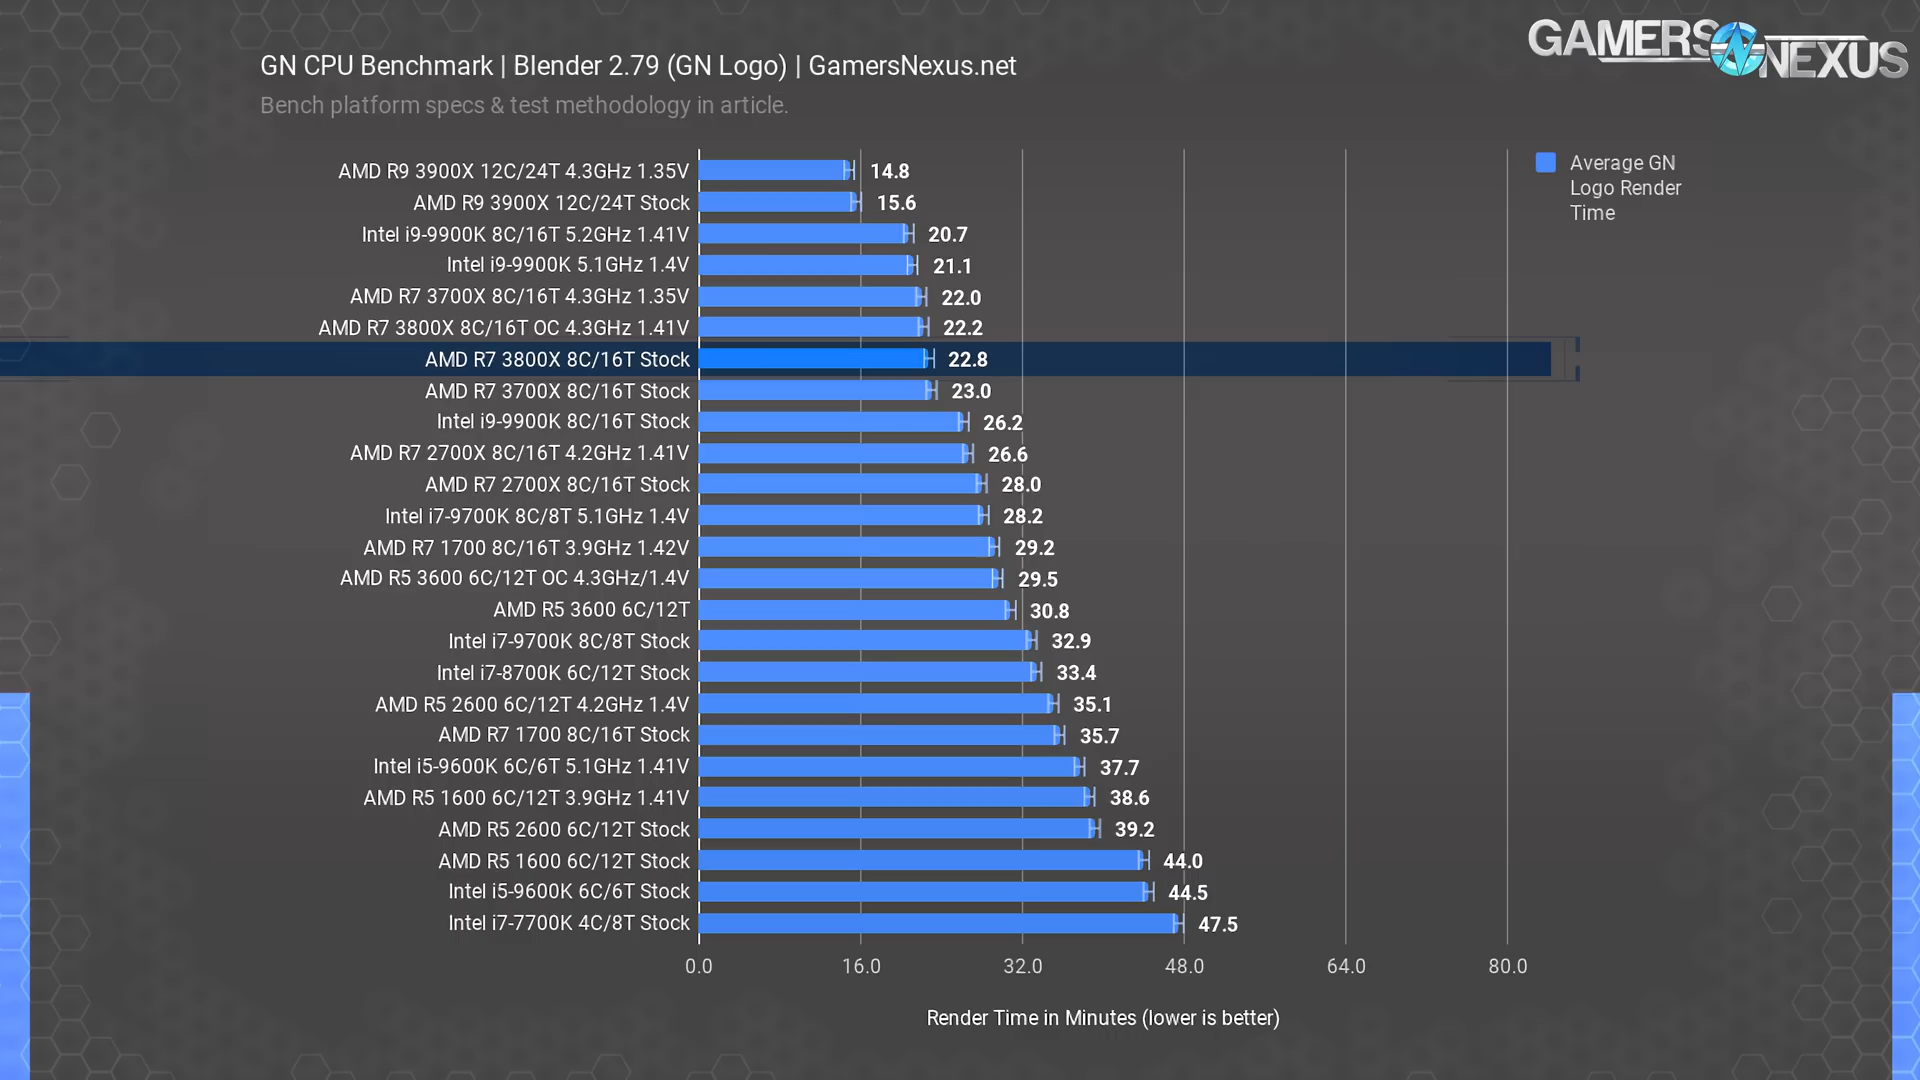 GAMERS NEXUS
GN CPU Benchmark | Blender 2.79 (GN Logo) | GamersNexus.net
Bench platform specs & test methodology in article.
Average GN
Logo Render
Time
AMD R9 3900X 12C/24T 4.3GHz 1.35V 14.8
AMD R9 3900X 12C/24T Stock 15.6
Intel i9-9900K 8C/16T 5.2GHz 1.41V 20.7
Intel i9-9900K 5.1GHz 1.4V 21.1
AMD R7 3700X 8C/16T 4.3GHz 1.35V 22.0
AMD R7 3800X 8C/16T OC 4.3GHz 1.41V 22.2
AMD R7 3800X 8C/16T Stock 22.8
AMD R7 3700X 8C/16T Stock 23.0
Intel i9-9900K 8C/16T Stock 26.2
AMD R7 2700X 8C/16T 4.2GHz 1.41V 26.6
AMD R7 2700X 8C/16T Stock 28.0
Intel i7-9700K 8C/8T 5.1GHz 1.4V 28.2
AMD R7 1700 8C/16T 3.9GHz 1.42V 29.2
AMD R5 3600 6C/12T OC 4.3GHz/1.4V 29.5
AMD R5 3600 6C/12T 30.8
Intel i7-9700K 8C/8T Stock 32.9
Intel i7-8700K 6C/12T Stock 33.4
AMD R5 2600 6C/12T 4.2GHz 1.4V 35.1
AMD R7 1700 8C/16T Stock 35.7
Intel i5-9600K 6C/6T 5.1GHz 1.41V 37.7
AMD R5 1600 6C/12T 3.9GHz 1.41V 38.6
AMD R5 2600 6C/12T Stock 39.2
AMD R5 1600 6C/12T Stock 44.0
Intel i5-9600K 6C/6T Stock 44.5
Intel i7-7700K 4C/8T Stock 47.5
0.0 16.0 32.0 48.0 64.0 80.0
Render Time in Minutes (lower is better)